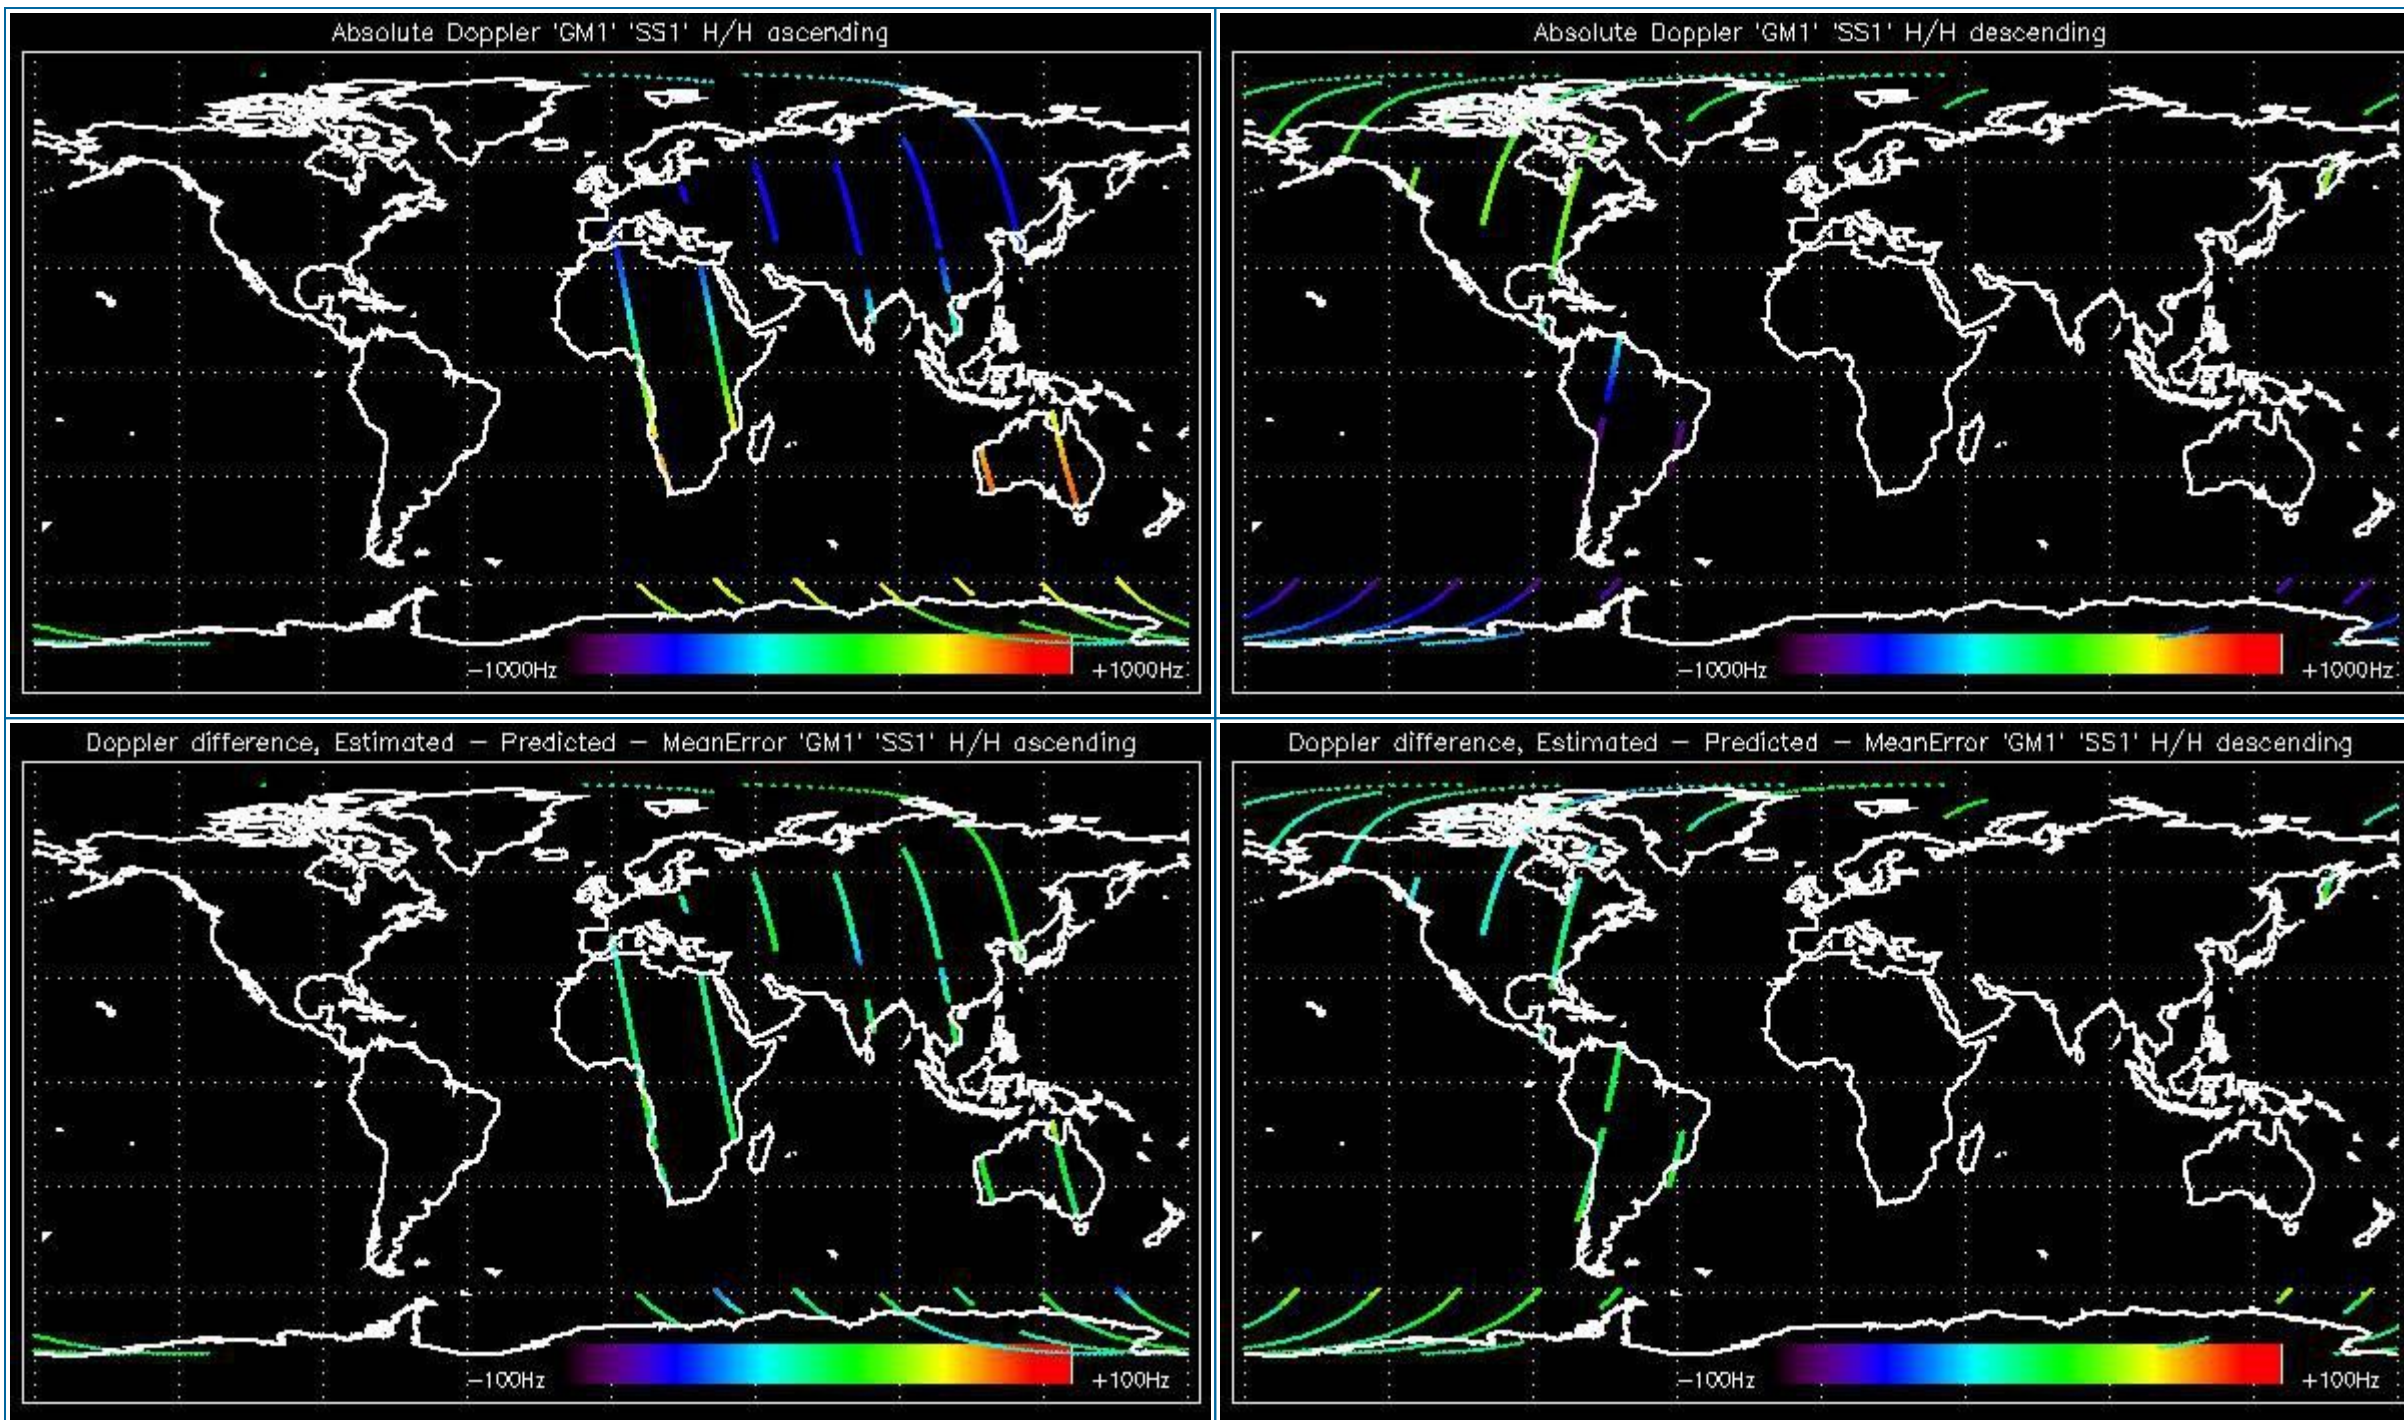 Absolute Doppler 'GM1' 'SS1' H/H ascending
-1000Hz
+1000Hz
Absolute Doppler 'GM1' 'SS1' H/H descending
-1000Hz
+1000Hz
Doppler difference, Estimated - Predicted - MeanError 'GM1' 'SS1' H/H ascending
-100Hz
+100Hz
Doppler difference, Estimated - Predicted - MeanError 'GM1' 'SS1' H/H descending
-100Hz
+100Hz